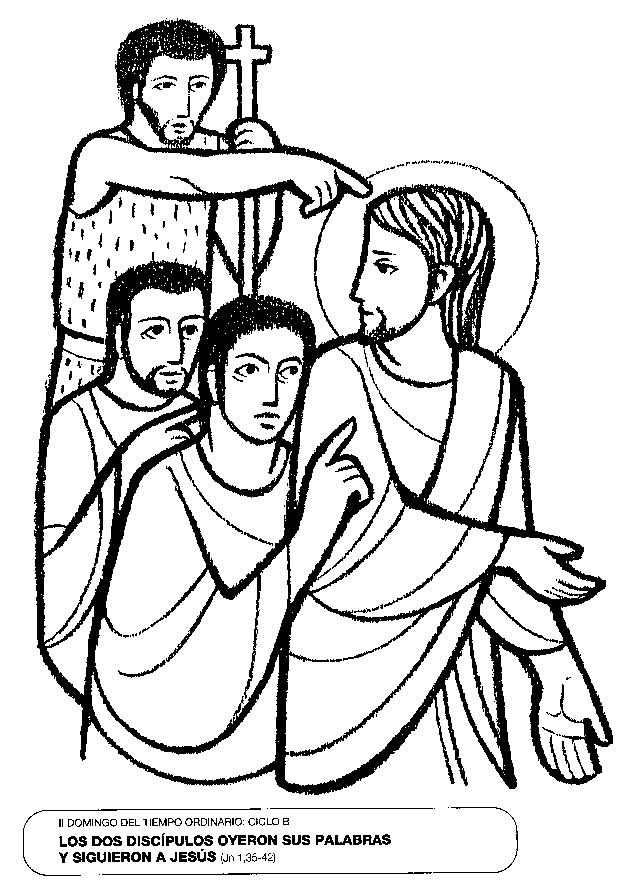 II DOMINGO DEL TIEMPO ORDINARIO: CICLO B
LOS DOS DISCÍPULOS OYERON SUS PALABRAS
Y SIGUIERON A JESÚS (Jn 1,35-42)